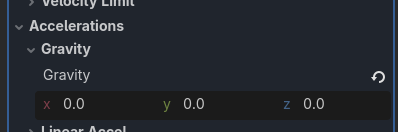 Velocity Limit
Accelerations
Gravity
Gravity
x 0.0 y 0.0 z 0.0
Linear Accel